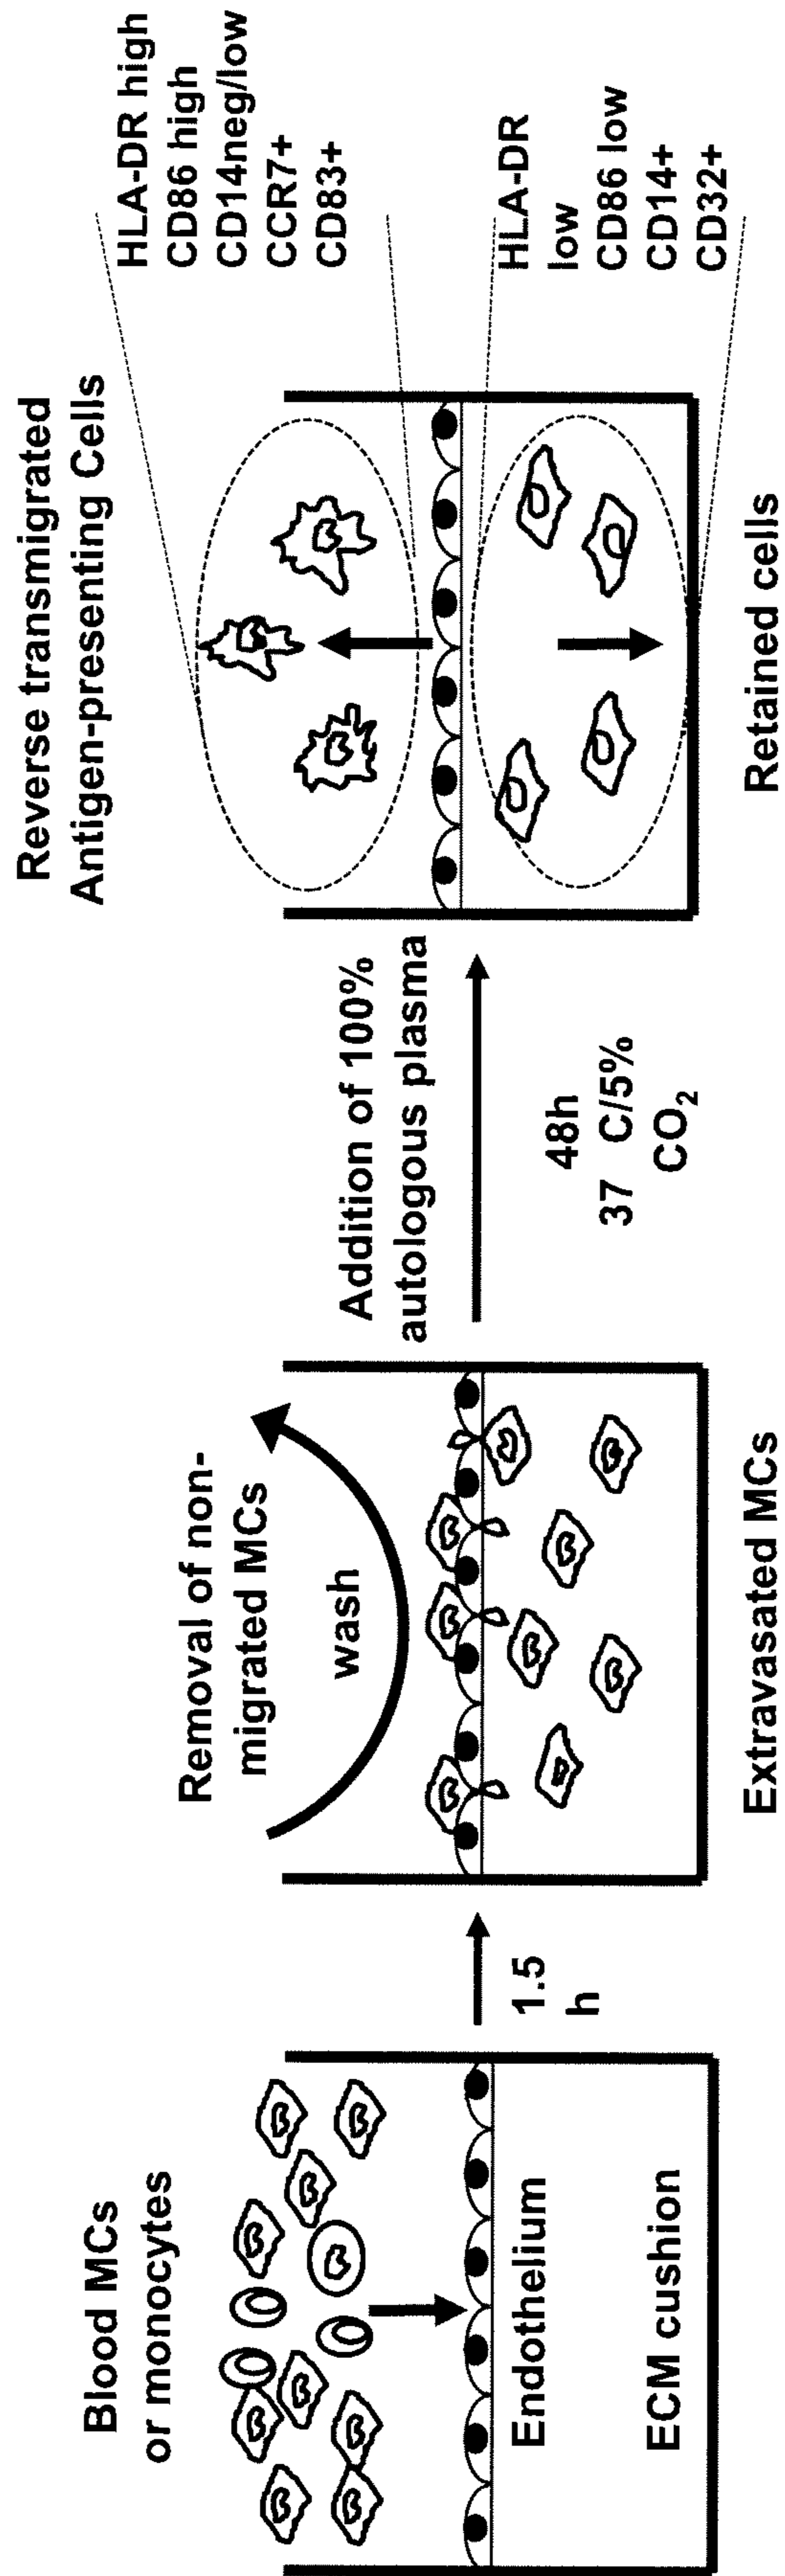 Blood MCs
or monocytes
Endothelium
ECM cushion
1.5
h
Removal of non-
migrated MCs
wash
Extravasated MCs
Addition of 100%
autologous plasma
48h
37 C/5%
CO₂
Reverse transmigrated
Antigen-presenting Cells
Retained cells
HLA-DR high
CD86 high
CD14neg/low
CCR7+
CD83+
HLA-DR
low
CD86 low
CD14+
CD32+